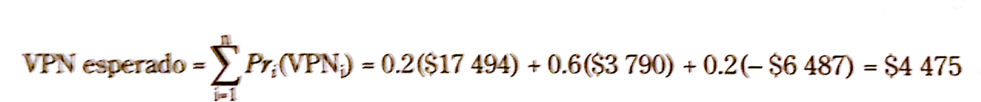 VPN esperado = \sum_{i=1}^{n} Pr_i(VPN_i) = 0.2($17 494) + 0.6($3 790) + 0.2(– $6 487) = $4 475